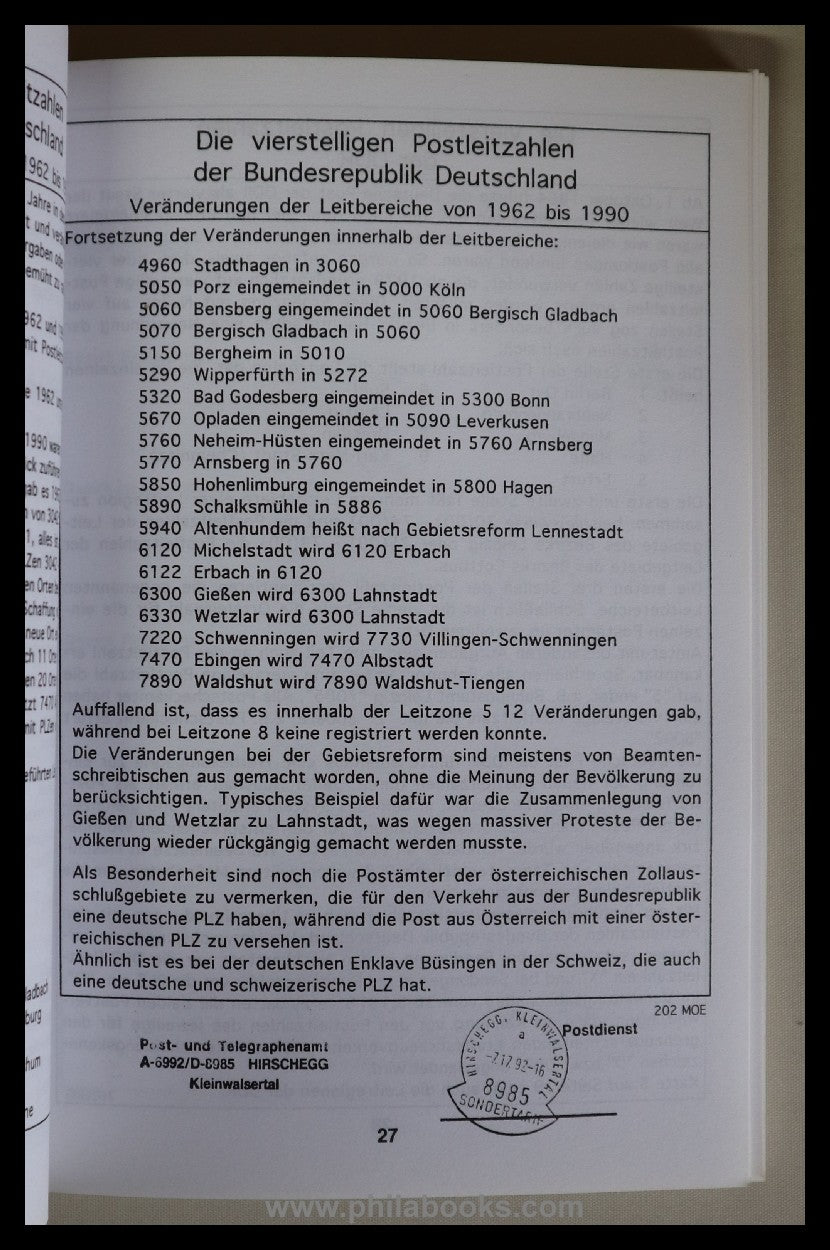 Die vierstelligen Postleitzahlen
der Bundesrepublik Deutschland
Veränderungen der Leitbereiche von 1962 bis 1990
Fortsetzung der Veränderungen innerhalb der Leitbereiche:
4960 Stadthagen in 3060
5050 Porz eingemeindet in 5000 Köln
5060 Bensberg eingemeindet in 5060 Bergisch Gladbach
5070 Bergisch Gladbach in 5060
5150 Bergheim in 5010
5290 Wipperfürth in 5272
5320 Bad Godesberg eingemeindet in 5300 Bonn
5670 Opladen eingemeindet in 5090 Leverkusen
5760 Neheim-Hüsten eingemeindet in 5760 Arnsberg
5770 Arnsberg in 5760
5850 Hohenlimburg eingemeindet in 5800 Hagen
5890 Schalksmühle in 5886
5940 Altenhundem heißt nach Gebietsreform Lennestadt
6120 Michelstadt wird 6120 Erbach
6122 Erbach in 6120
6300 Gießen wird 6300 Lahnstadt
6330 Wetzlar wird 6300 Lahnstadt
7220 Schwenningen wird 7730 Villingen-Schwenningen
7470 Ebingen wird 7470 Albstadt
7890 Waldshut wird 7890 Waldshut-Tiengen
Auffallend ist, dass es innerhalb der Leitzone 5 12 Veränderungen gab,
während bei Leitzone 8 keine registriert werden konnte.
Die Veränderungen bei der Gebietsreform sind meistens von Beamten-
schreibtischen aus gemacht worden, ohne die Meinung der Bevölkerung zu
berücksichtigen. Typisches Beispiel dafür war die Zusammenlegung von
Gießen und Wetzlar zu Lahnstadt, was wegen massiver Proteste der Be-
völkerung wieder rückgängig gemacht werden musste.
Als Besonderheit sind noch die Postämter der österreichischen Zollaus-
schlußgebiete zu vermerken, die für den Verkehr aus der Bundesrepublik
eine deutsche PLZ haben, während die Post aus Österreich mit einer öster-
reichischen PLZ zu versehen ist.
Ähnlich ist es bei der deutschen Enklave Büsingen in der Schweiz, die auch
eine deutsche und schweizerische PLZ hat.
202 MOE
Post- und Telegraphenamt
A-6992/D-8985 HIRSCHEGG
Kleinwalsertal
HIRSCHEGG, KLEINWALSERTAL
a
-7.12.92-16
8985
SONDERTARIF
Postdienst
27
www.philabooks.com